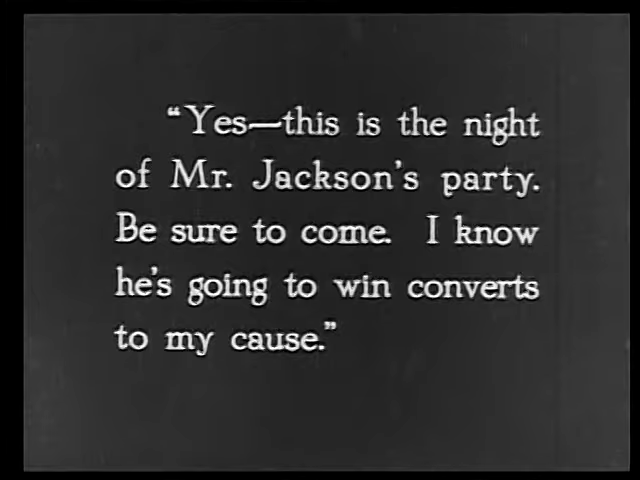 “Yes—this is the night
of Mr. Jackson's party.
Be sure to come. I know
he's going to win converts
to my cause.”